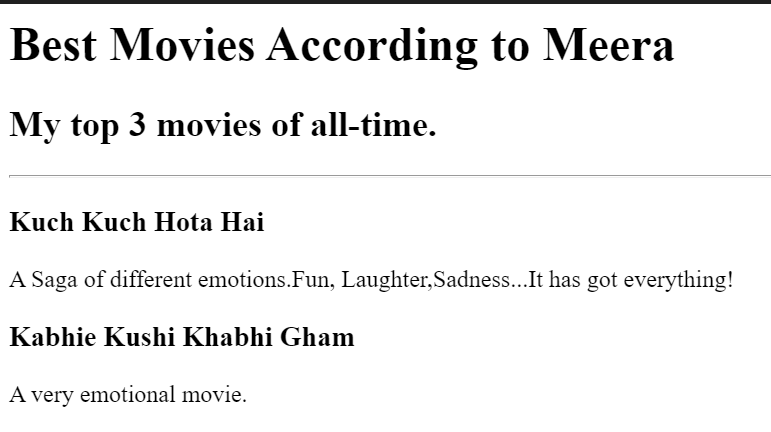 Best Movies According to Meera
My top 3 movies of all-time.
Kuch Kuch Hota Hai
A Saga of different emotions.Fun, Laughter,Sadness...It has got everything!
Kabhie Kushi Khabhi Gham
A very emotional movie.